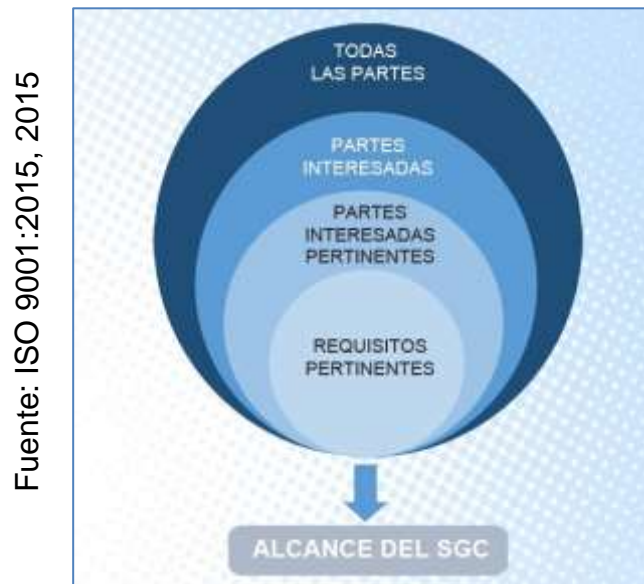 Fuente: ISO 9001:2015, 2015
TODAS
LAS PARTES
PARTES
INTERESADAS
PARTES
INTERESADAS
PERTINENTES
REQUISITOS
PERTINENTES
ALCANCE DEL SGC